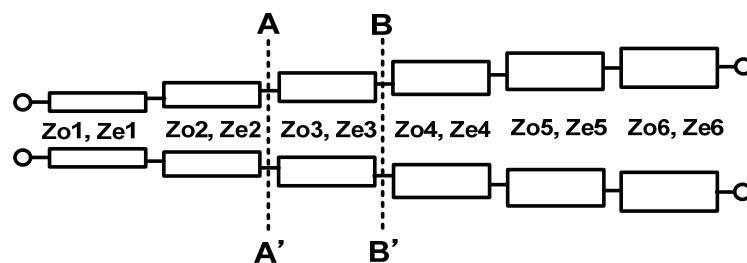 A B
Zo1, Ze1 Zo2, Ze2 Zo3, Ze3 Zo4, Ze4 Zo5, Ze5 Zo6, Ze6
A’ B’